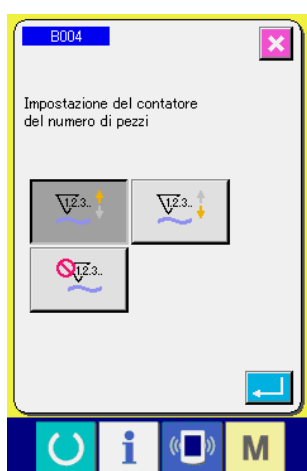 B004
Impostazione del contatore
del numero di pezzi
1.2.3..
1.2.3..
1.2.3..
i
M